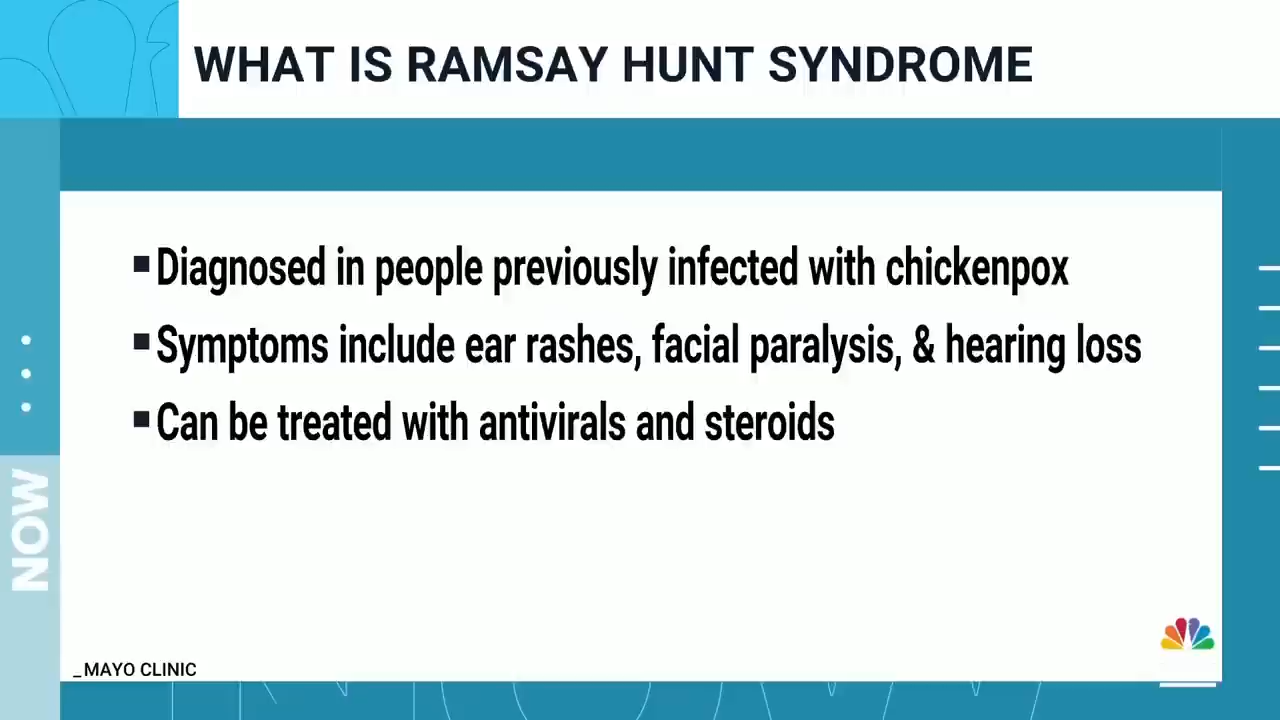 WHAT IS RAMSAY HUNT SYNDROME
▪Diagnosed in people previously infected with chickenpox
▪Symptoms include ear rashes, facial paralysis, & hearing loss
▪Can be treated with antivirals and steroids
NOW
_MAYO CLINIC